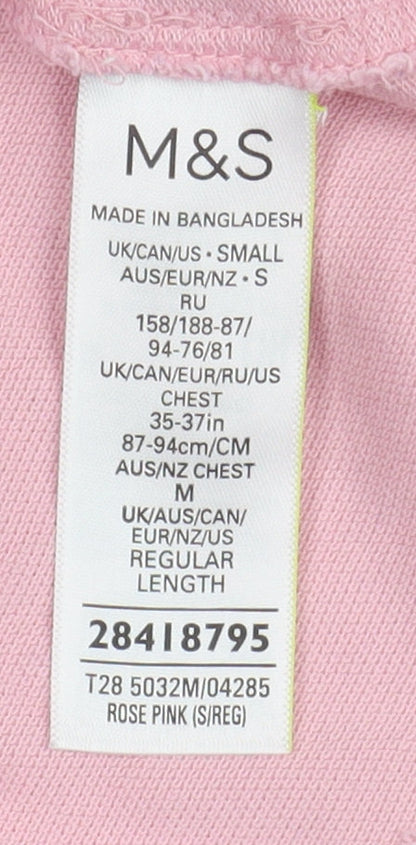 M&S
MADE IN BANGLADESH
UK/CAN/US • SMALL
AUS/EUR/NZ • S
RU
158/188-87/
94-76/81
UK/CAN/EUR/RU/US
CHEST
35-37in
87-94cm/CM
AUS/NZ CHEST
M
UK/AUS/CAN/
EUR/NZ/US
REGULAR
LENGTH
28418795
T28 5032M/04285
ROSE PINK (S/REG)